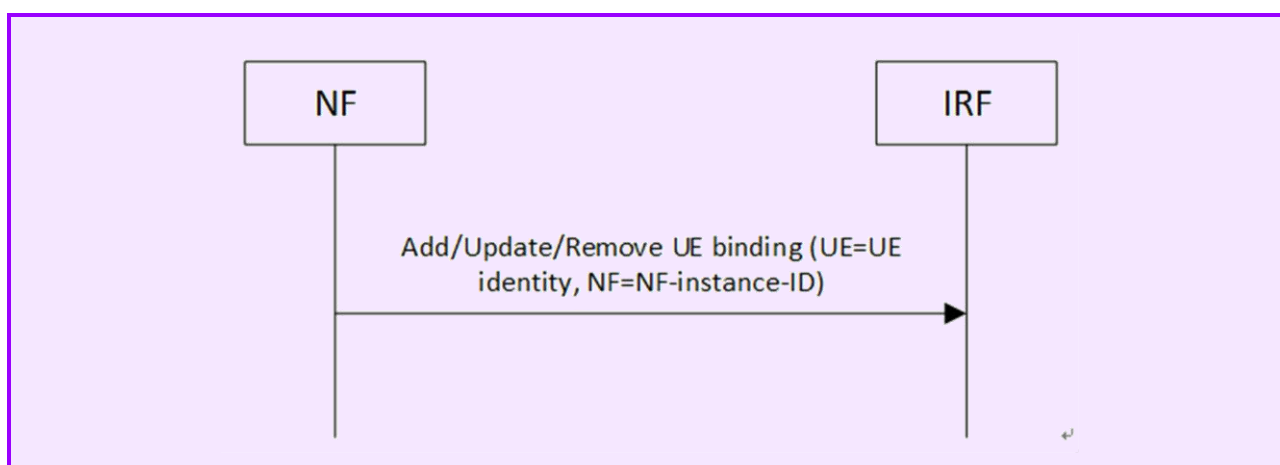 NF
IRF
Add/Update/Remove UE binding (UE=UE
identity, NF=NF-instance-ID)